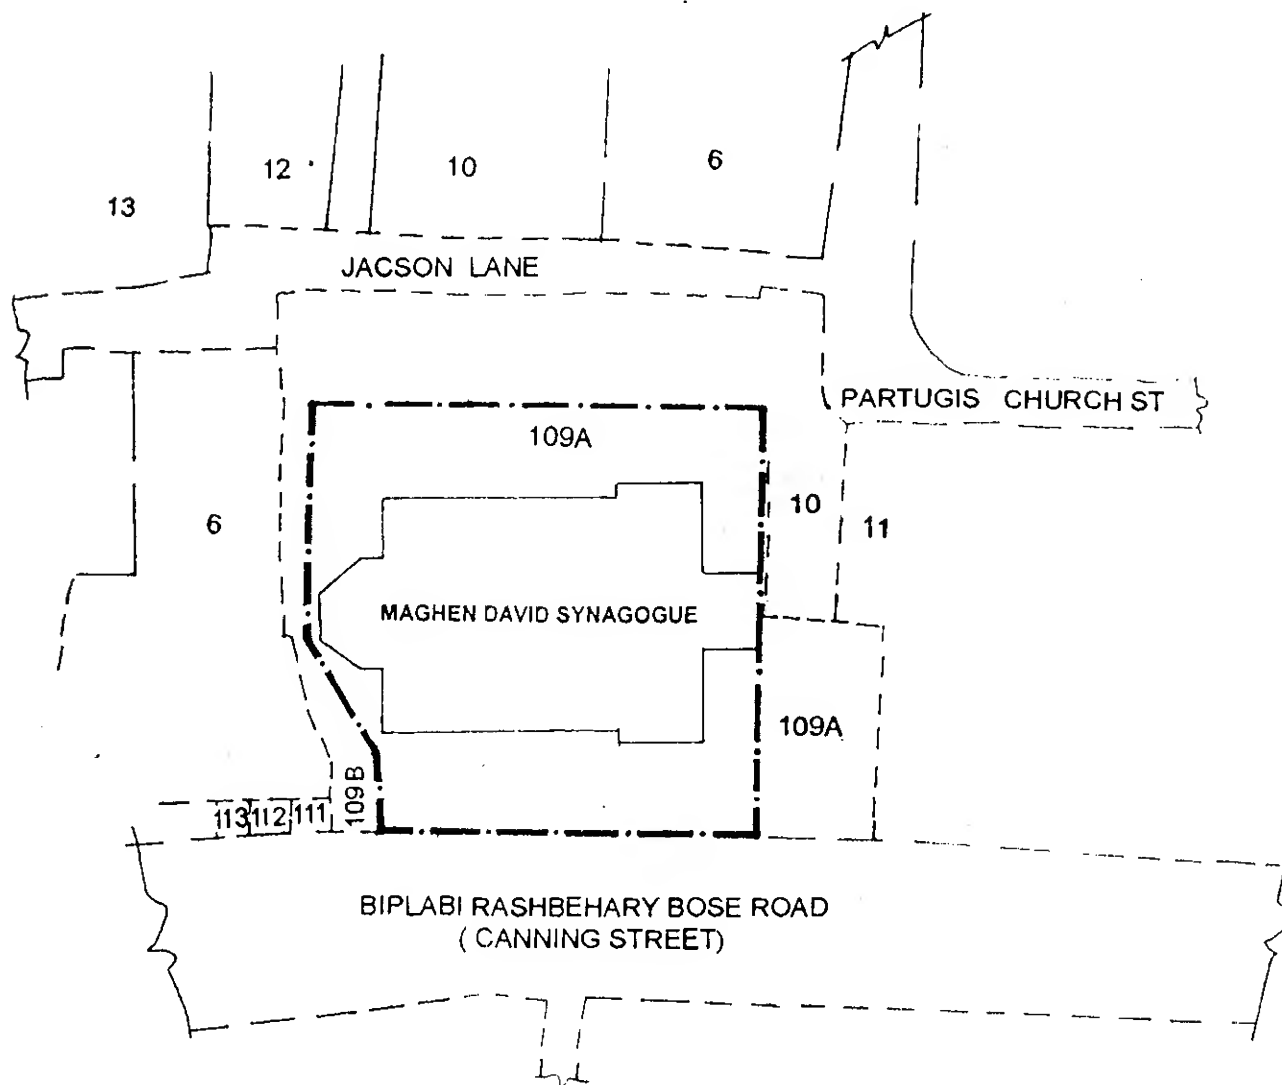 6
12
10
13
JACSON LANE
PARTUGIS CHURCH ST
109A
10
6
11
MAGHEN DAVID SYNAGOGUE
109A
109B
113 112 111
BIPLABI RASHBEHARY BOSE ROAD
( CANNING STREET)